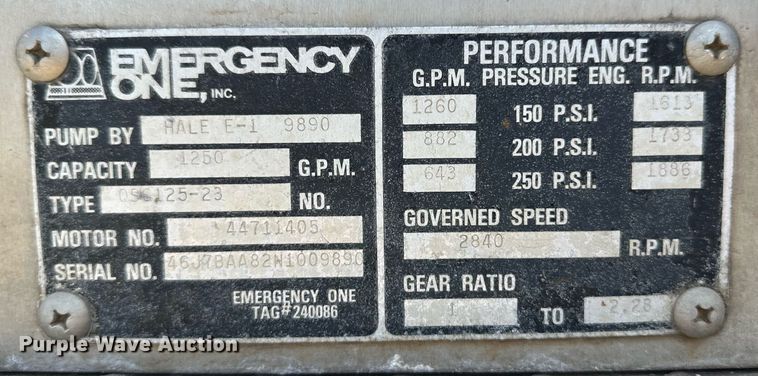 EMERGENCY
ONE, INC.
PUMP BY HALE E-1 9890
CAPACITY 1250 G.P.M.
TYPE QSG125-23 NO.
MOTOR NO. 44711405
SERIAL NO. 46J7BAA82N1009890
EMERGENCY ONE
TAG# 240086
PERFORMANCE
G.P.M. PRESSURE ENG. R.P.M.
1260 150 P.S.I. 1613
882 200 P.S.I. 1733
643 250 P.S.I. 1886
GOVERNED SPEED
2840 R.P.M.
GEAR RATIO
1 TO 2.28
Purple Wave Auction